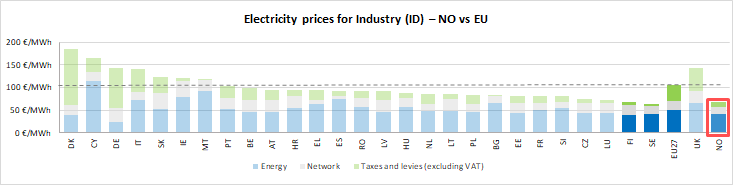 Electricity prices for Industry (ID) – NO vs EU
200 €/MWh
150 €/MWh
100 €/MWh
50 €/MWh
0 €/MWh
DK CY DE IT SK IE MT PT BE AT HR EL ES RO LV HU NL LT PL BG EE FR SI CZ LU FI SE EU27 UK NO
Energy Network Taxes and levies (excluding VAT)